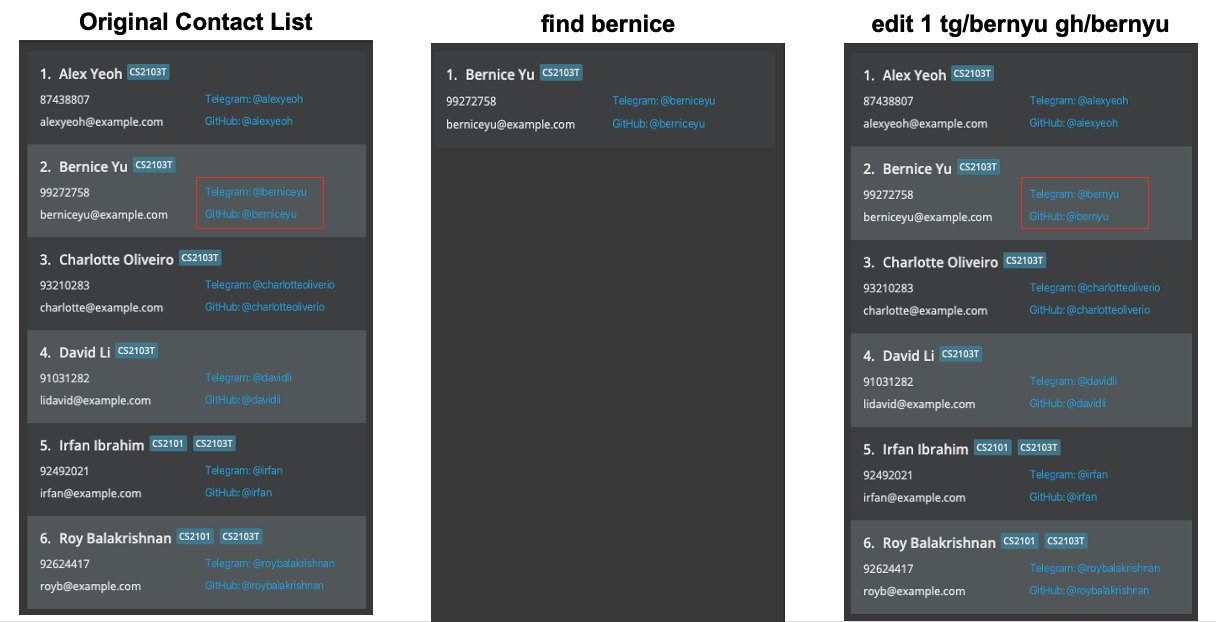 Original Contact List
1. Alex Yeoh CS2103T
87438807 Telegram: @alexyeoh
alexyeoh@example.com GitHub: @alexyeoh
2. Bernice Yu CS2103T
99272758 Telegram: @berniceyu
berniceyu@example.com GitHub: @berniceyu
3. Charlotte Oliveiro CS2103T
93210283 Telegram: @charlotteoliverio
charlotte@example.com GitHub: @charlotteoliverio
4. David Li CS2103T
91031282 Telegram: @davidli
lidavid@example.com GitHub: @davidli
5. Irfan Ibrahim CS2101 CS2103T
92492021 Telegram: @irfan
irfan@example.com GitHub: @irfan
6. Roy Balakrishnan CS2101 CS2103T
92624417 Telegram: @roybalakrishnan
royb@example.com GitHub: @roybalakrishnan
find bernice
1. Bernice Yu CS2103T
99272758 Telegram: @berniceyu
berniceyu@example.com GitHub: @berniceyu
edit 1 tg/bernyu gh/bernyu
1. Alex Yeoh CS2103T
87438807 Telegram: @alexyeoh
alexyeoh@example.com GitHub: @alexyeoh
2. Bernice Yu CS2103T
99272758 Telegram: @bernyu
berniceyu@example.com GitHub: @bernyu
3. Charlotte Oliveiro CS2103T
93210283 Telegram: @charlotteoliverio
charlotte@example.com GitHub: @charlotteoliverio
4. David Li CS2103T
91031282 Telegram: @davidli
lidavid@example.com GitHub: @davidli
5. Irfan Ibrahim CS2101 CS2103T
92492021 Telegram: @irfan
irfan@example.com GitHub: @irfan
6. Roy Balakrishnan CS2101 CS2103T
92624417 Telegram: @roybalakrishnan
royb@example.com GitHub: @roybalakrishnan